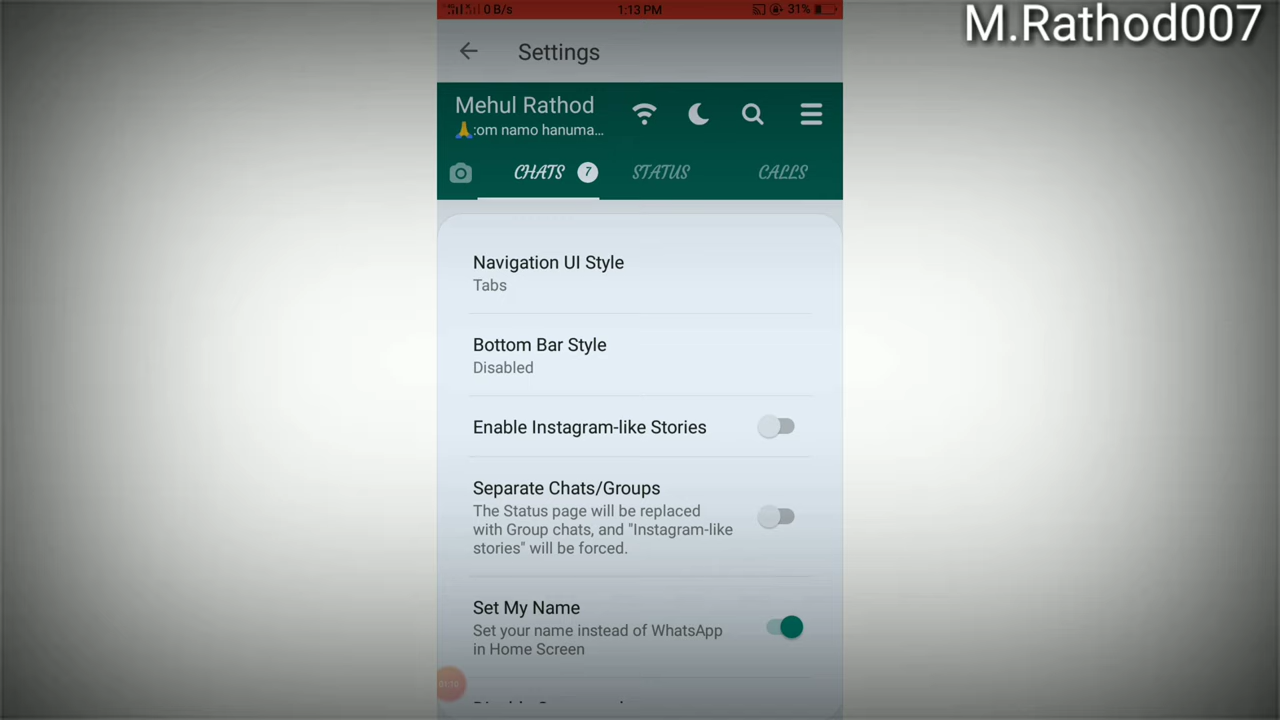 M.Rathod007
0 B/s
1:13 PM
31%
Settings
Mehul Rathod
🙏:om namo hanuma...
CHATS 7 STATUS CALLS
Navigation UI Style
Tabs
Bottom Bar Style
Disabled
Enable Instagram-like Stories
Separate Chats/Groups
The Status page will be replaced
with Group chats, and "Instagram-like
stories" will be forced.
Set My Name
Set your name instead of WhatsApp
in Home Screen
01:10